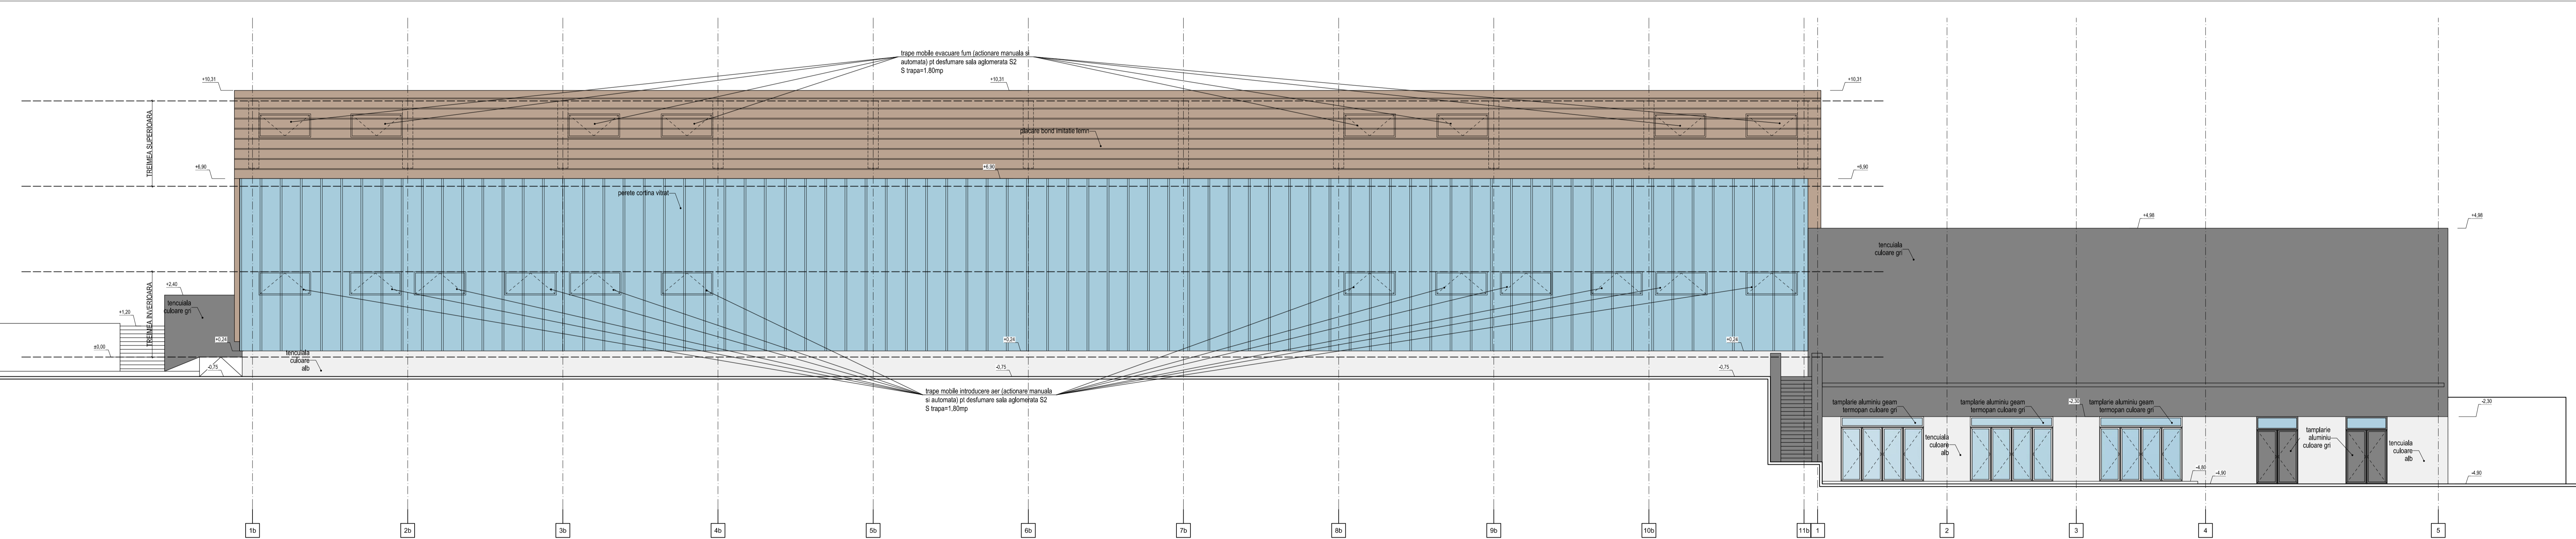 trape mobile evacuare fum (actionare manuala si
automata) pt desfumare sala aglomerata S2
S trapa=1.80mp
+10,31
+10,31
+10,31
TREIMEA SUPERIOARA
placare bond imitatie lemn
+6,90
+6,90
+6,90
perete cortina vitrat
+4,98
+4,98
tencuiala
culoare gri
+2,40
TREIMEA INVERIOARA
tencuiala
culoare gri
+1,20
±0,00
+0,24
+0,24
+0,24
tencuiala
culoare
alb
-0,75
-0,75
-0,75
trape mobile introducere aer (actionare manuala
si automata) pt desfumare sala aglomerata S2
S trapa=1,80mp
tamplarie aluminiu geam
termopan culoare gri
tamplarie aluminiu geam
termopan culoare gri
-2,30
tamplarie aluminiu geam
termopan culoare gri
-2,30
tencuiala
culoare
alb
tamplarie
aluminiu
culoare gri
tencuiala
culoare
alb
-4,80
-4,90
-4,90
1b
2b
3b
4b
5b
6b
7b
8b
9b
10b
11b
1
2
3
4
5